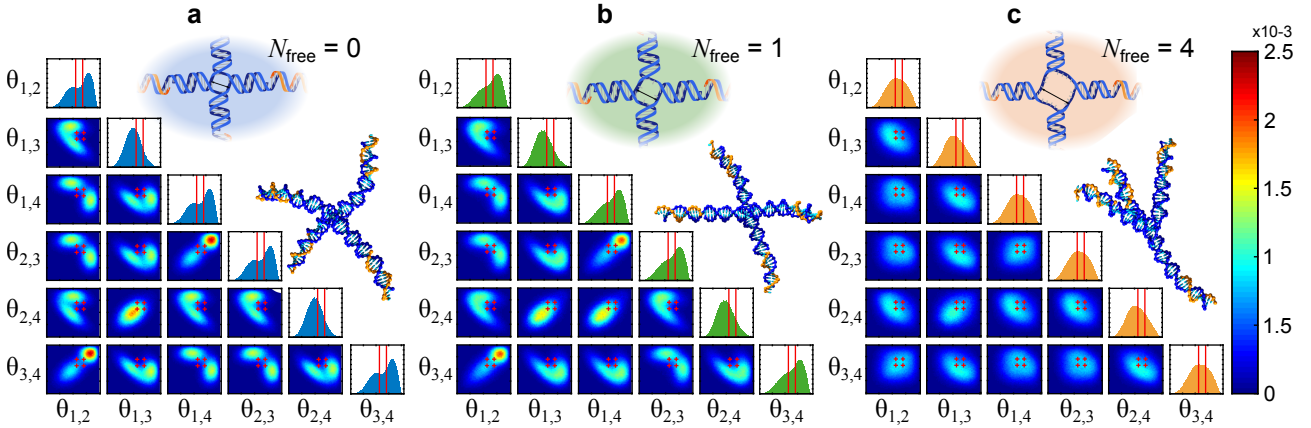 a b c
N_free = 0 N_free = 1 N_free = 4
×10-3
2.5
2
1.5
1
1.5
0
θ1,2 θ1,2 θ1,2
θ1,3 θ1,3 θ1,3
θ1,4 θ1,4 θ1,4
θ2,3 θ2,3 θ2,3
θ2,4 θ2,4 θ2,4
θ3,4 θ3,4 θ3,4
θ1,2 θ1,3 θ1,4 θ2,3 θ2,4 θ3,4 θ1,2 θ1,3 θ1,4 θ2,3 θ2,4 θ3,4 θ1,2 θ1,3 θ1,4 θ2,3 θ2,4 θ3,4